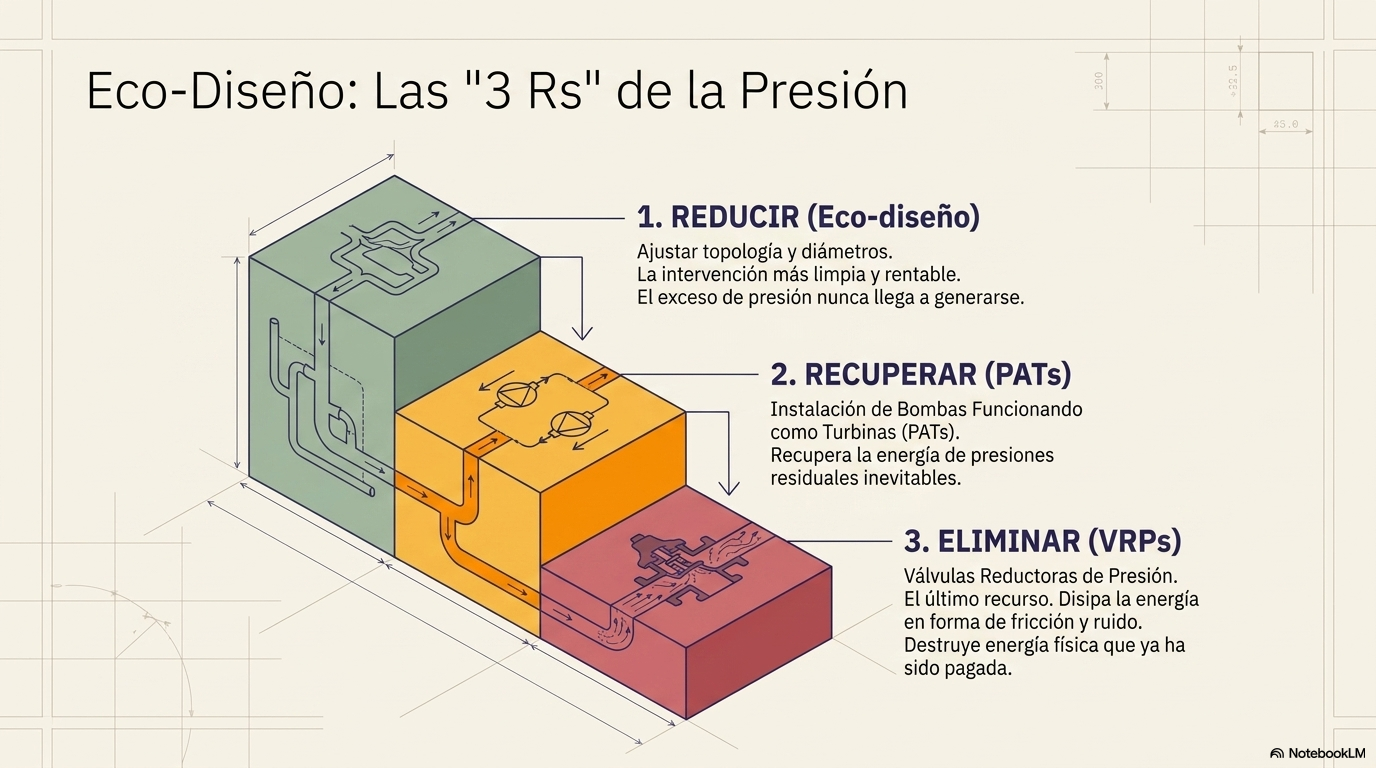 Eco-Diseño: Las "3 Rs" de la Presión
300
25.0
1. REDUCIR (Eco-diseño)
Ajustar topología y diámetros.
La intervención más limpia y rentable.
El exceso de presión nunca llega a generarse.
2. RECUPERAR (PATs)
Instalación de Bombas Funcionando
como Turbinas (PATs).
Recupera la energía de presiones
residuales inevitables.
3. ELIMINAR (VRPs)
Válvulas Reductoras de Presión.
El último recurso. Disipa la energía
en forma de fricción y ruido.
Destruye energía física que ya ha
sido pagada.
NotebookLM